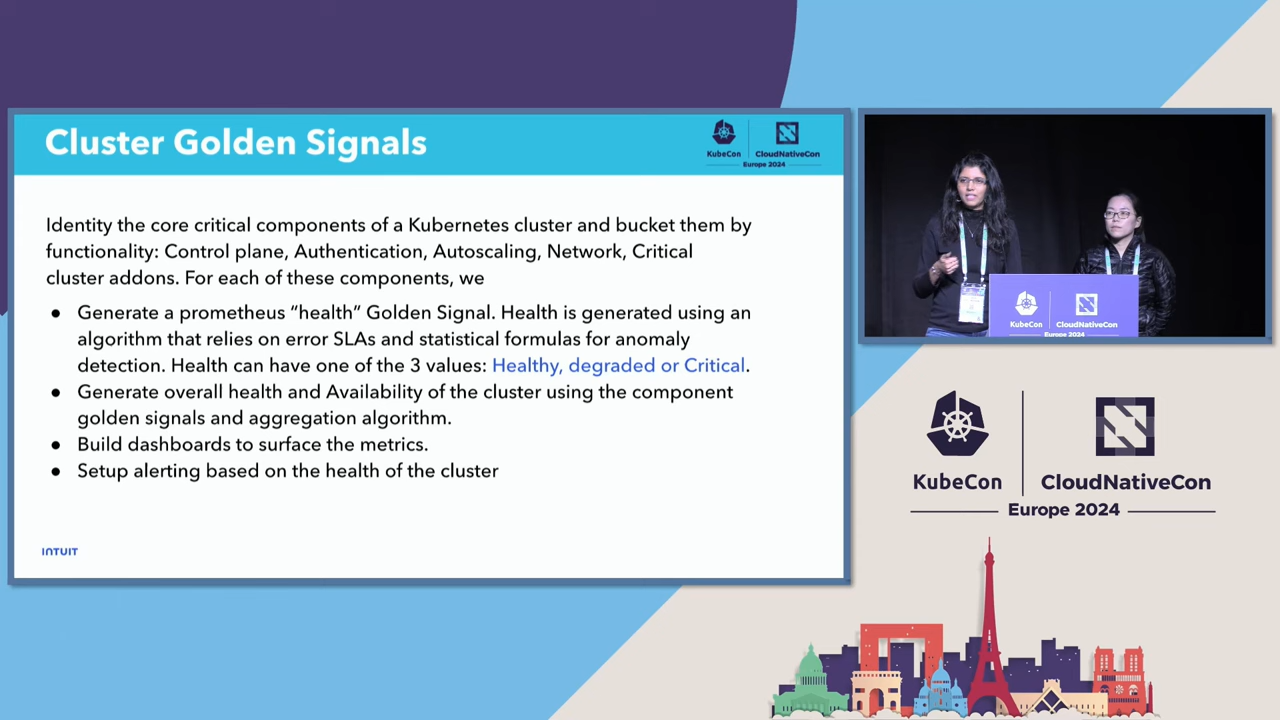 Cluster Golden Signals
KubeCon
CloudNativeCon
Europe 2024
Identity the core critical components of a Kubernetes cluster and bucket them by
functionality: Control plane, Authentication, Autoscaling, Network, Critical
cluster addons. For each of these components, we
● Generate a prometheus “health” Golden Signal. Health is generated using an
algorithm that relies on error SLAs and statistical formulas for anomaly
detection. Health can have one of the 3 values: Healthy, degraded or Critical.
● Generate overall health and Availability of the cluster using the component
golden signals and aggregation algorithm.
● Build dashboards to surface the metrics.
● Setup alerting based on the health of the cluster
INTUIT
KubeCon
CloudNativeCon
Europe 2024
KubeCon
CloudNativeCon
Europe 2024